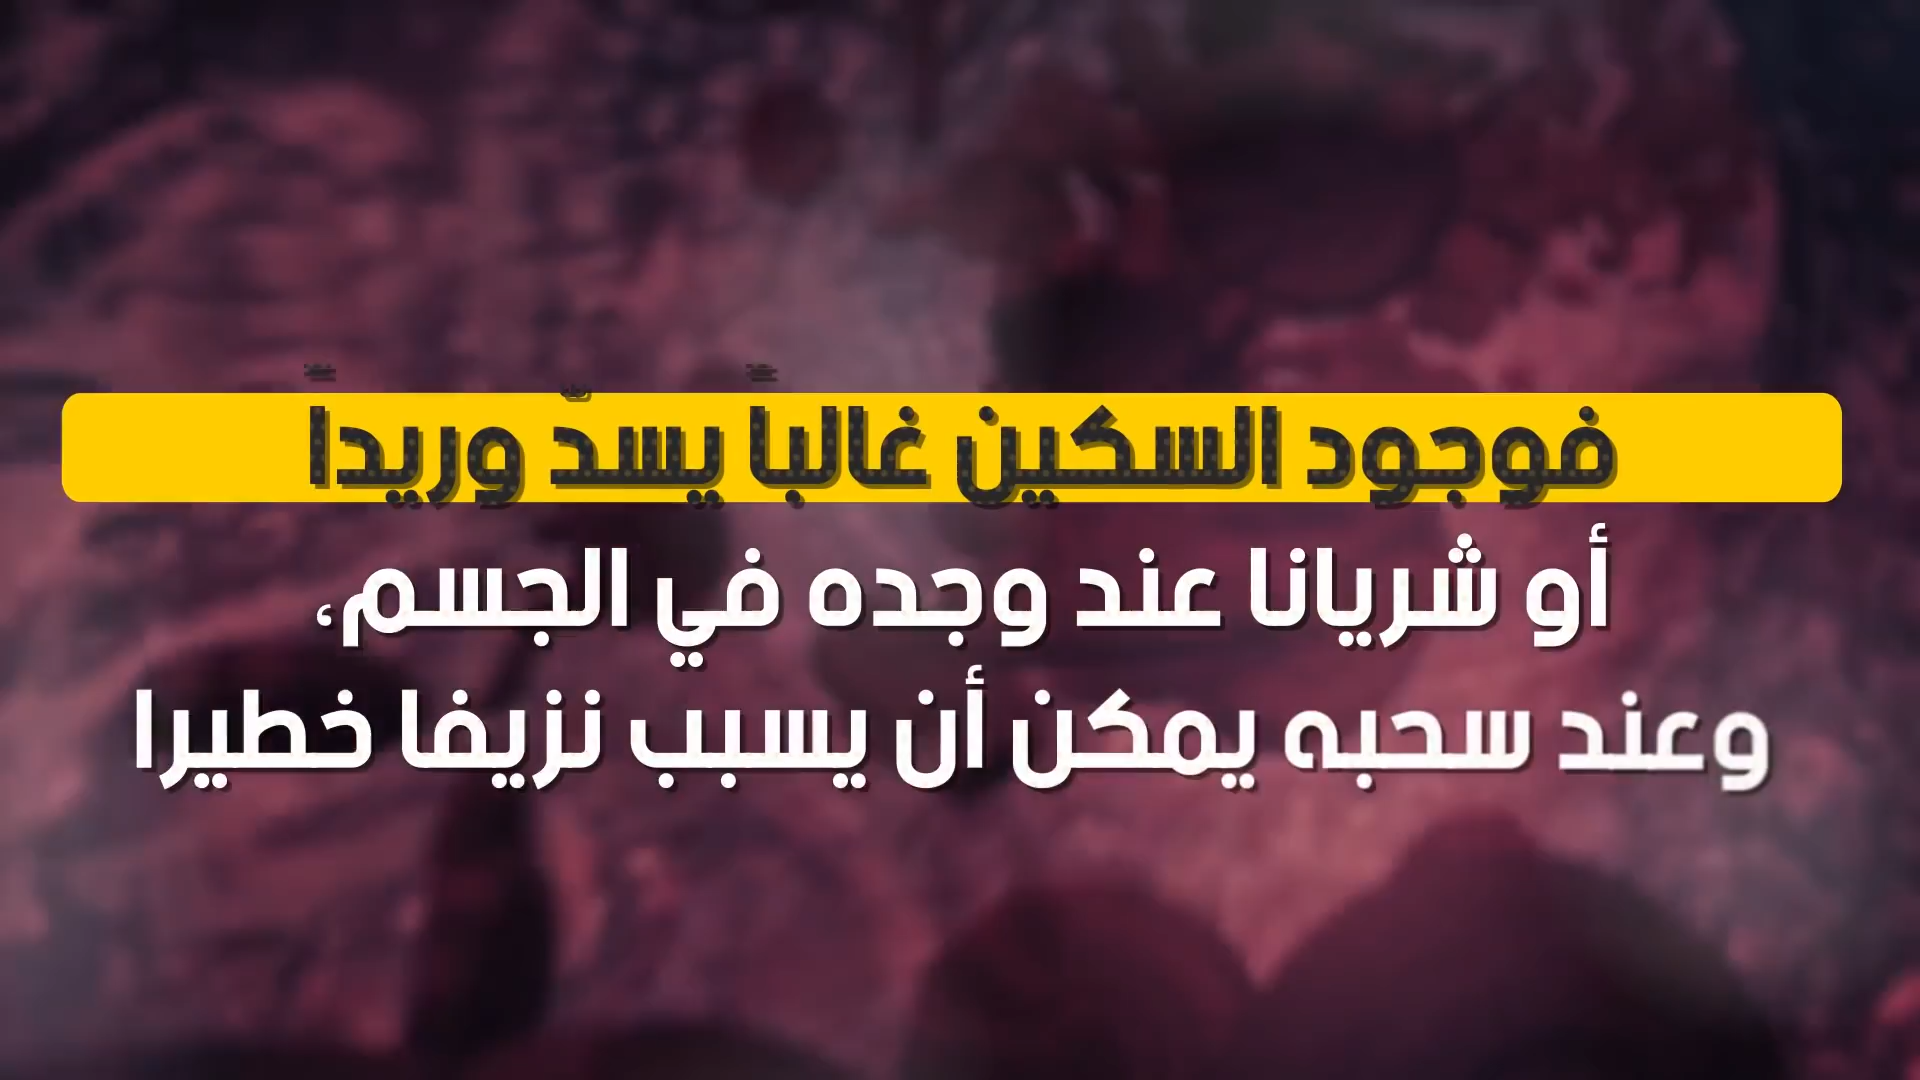 فوجود السكين غالباً يسدّ وريداً
أو شريانا عند وجده في الجسم،
وعند سحبه يمكن أن يسبب نزيفا خطيرا